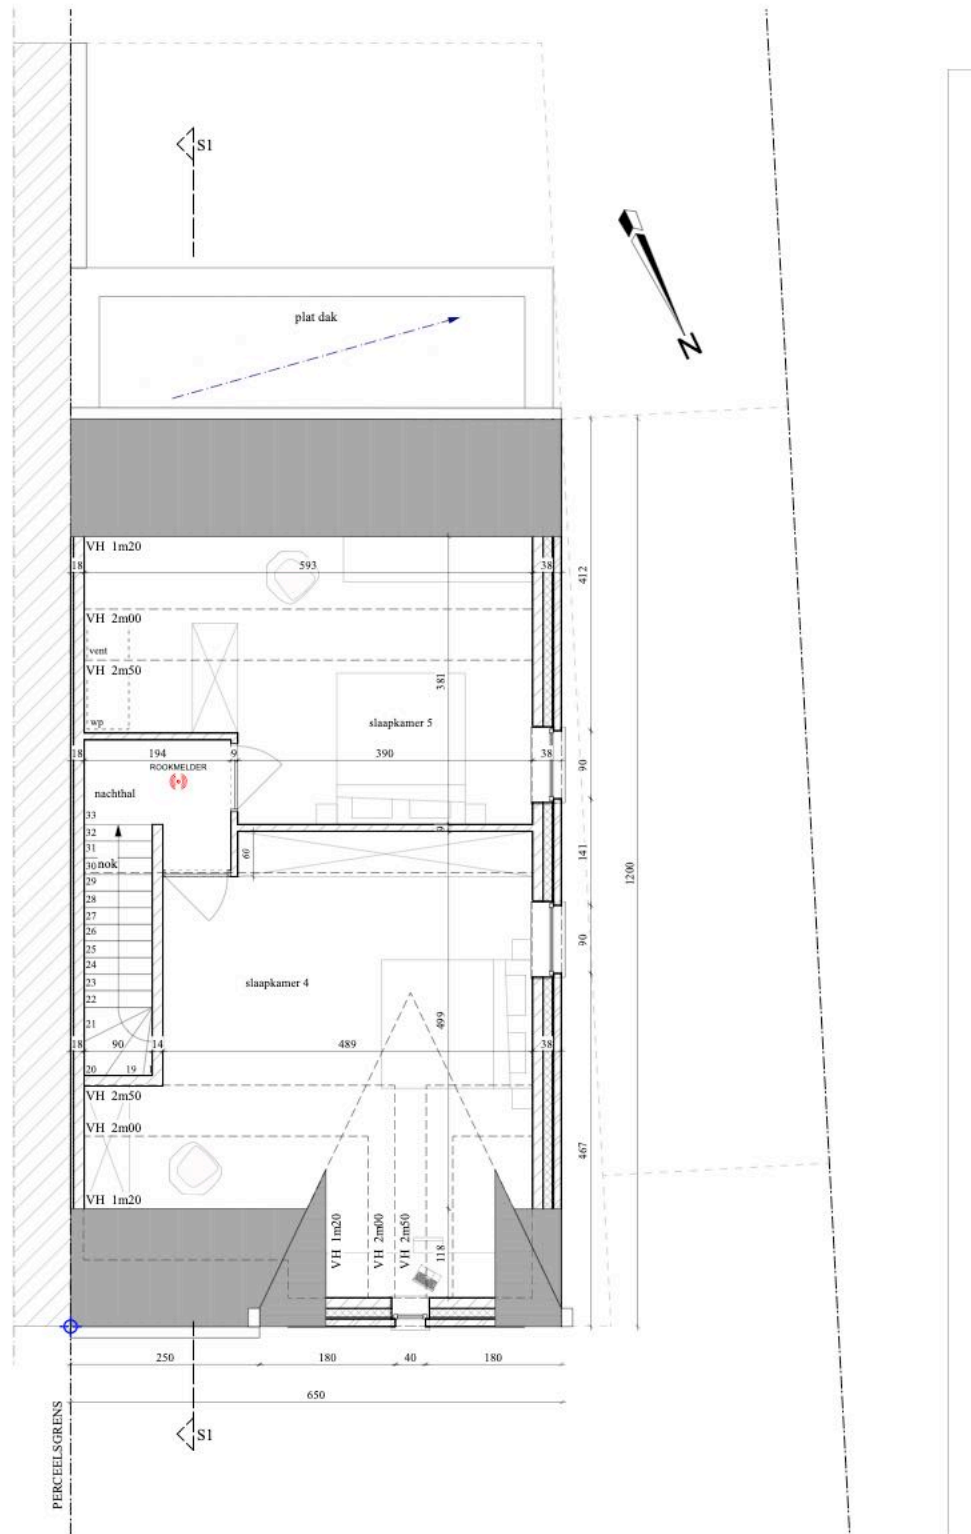 S1
N
plat dak
VH 1m20
18
593
38
412
VH 2m00
vent
VH 2m50
381
slaapkamer 5
wp
18
194
9
390
38
90
ROOKMELDER
nachthal
33
32
31
30
nok
29
28
27
26
25
24
23
22
21
20
19
60
9
141
1200
90
slaapkamer 4
499
18
90
14
489
38
VH 2m50
VH 2m00
467
VH 1m20
VH 1m20
VH 2m00
VH 2m50
118
250
180
40
180
650
PERCEELSGRENS
S1